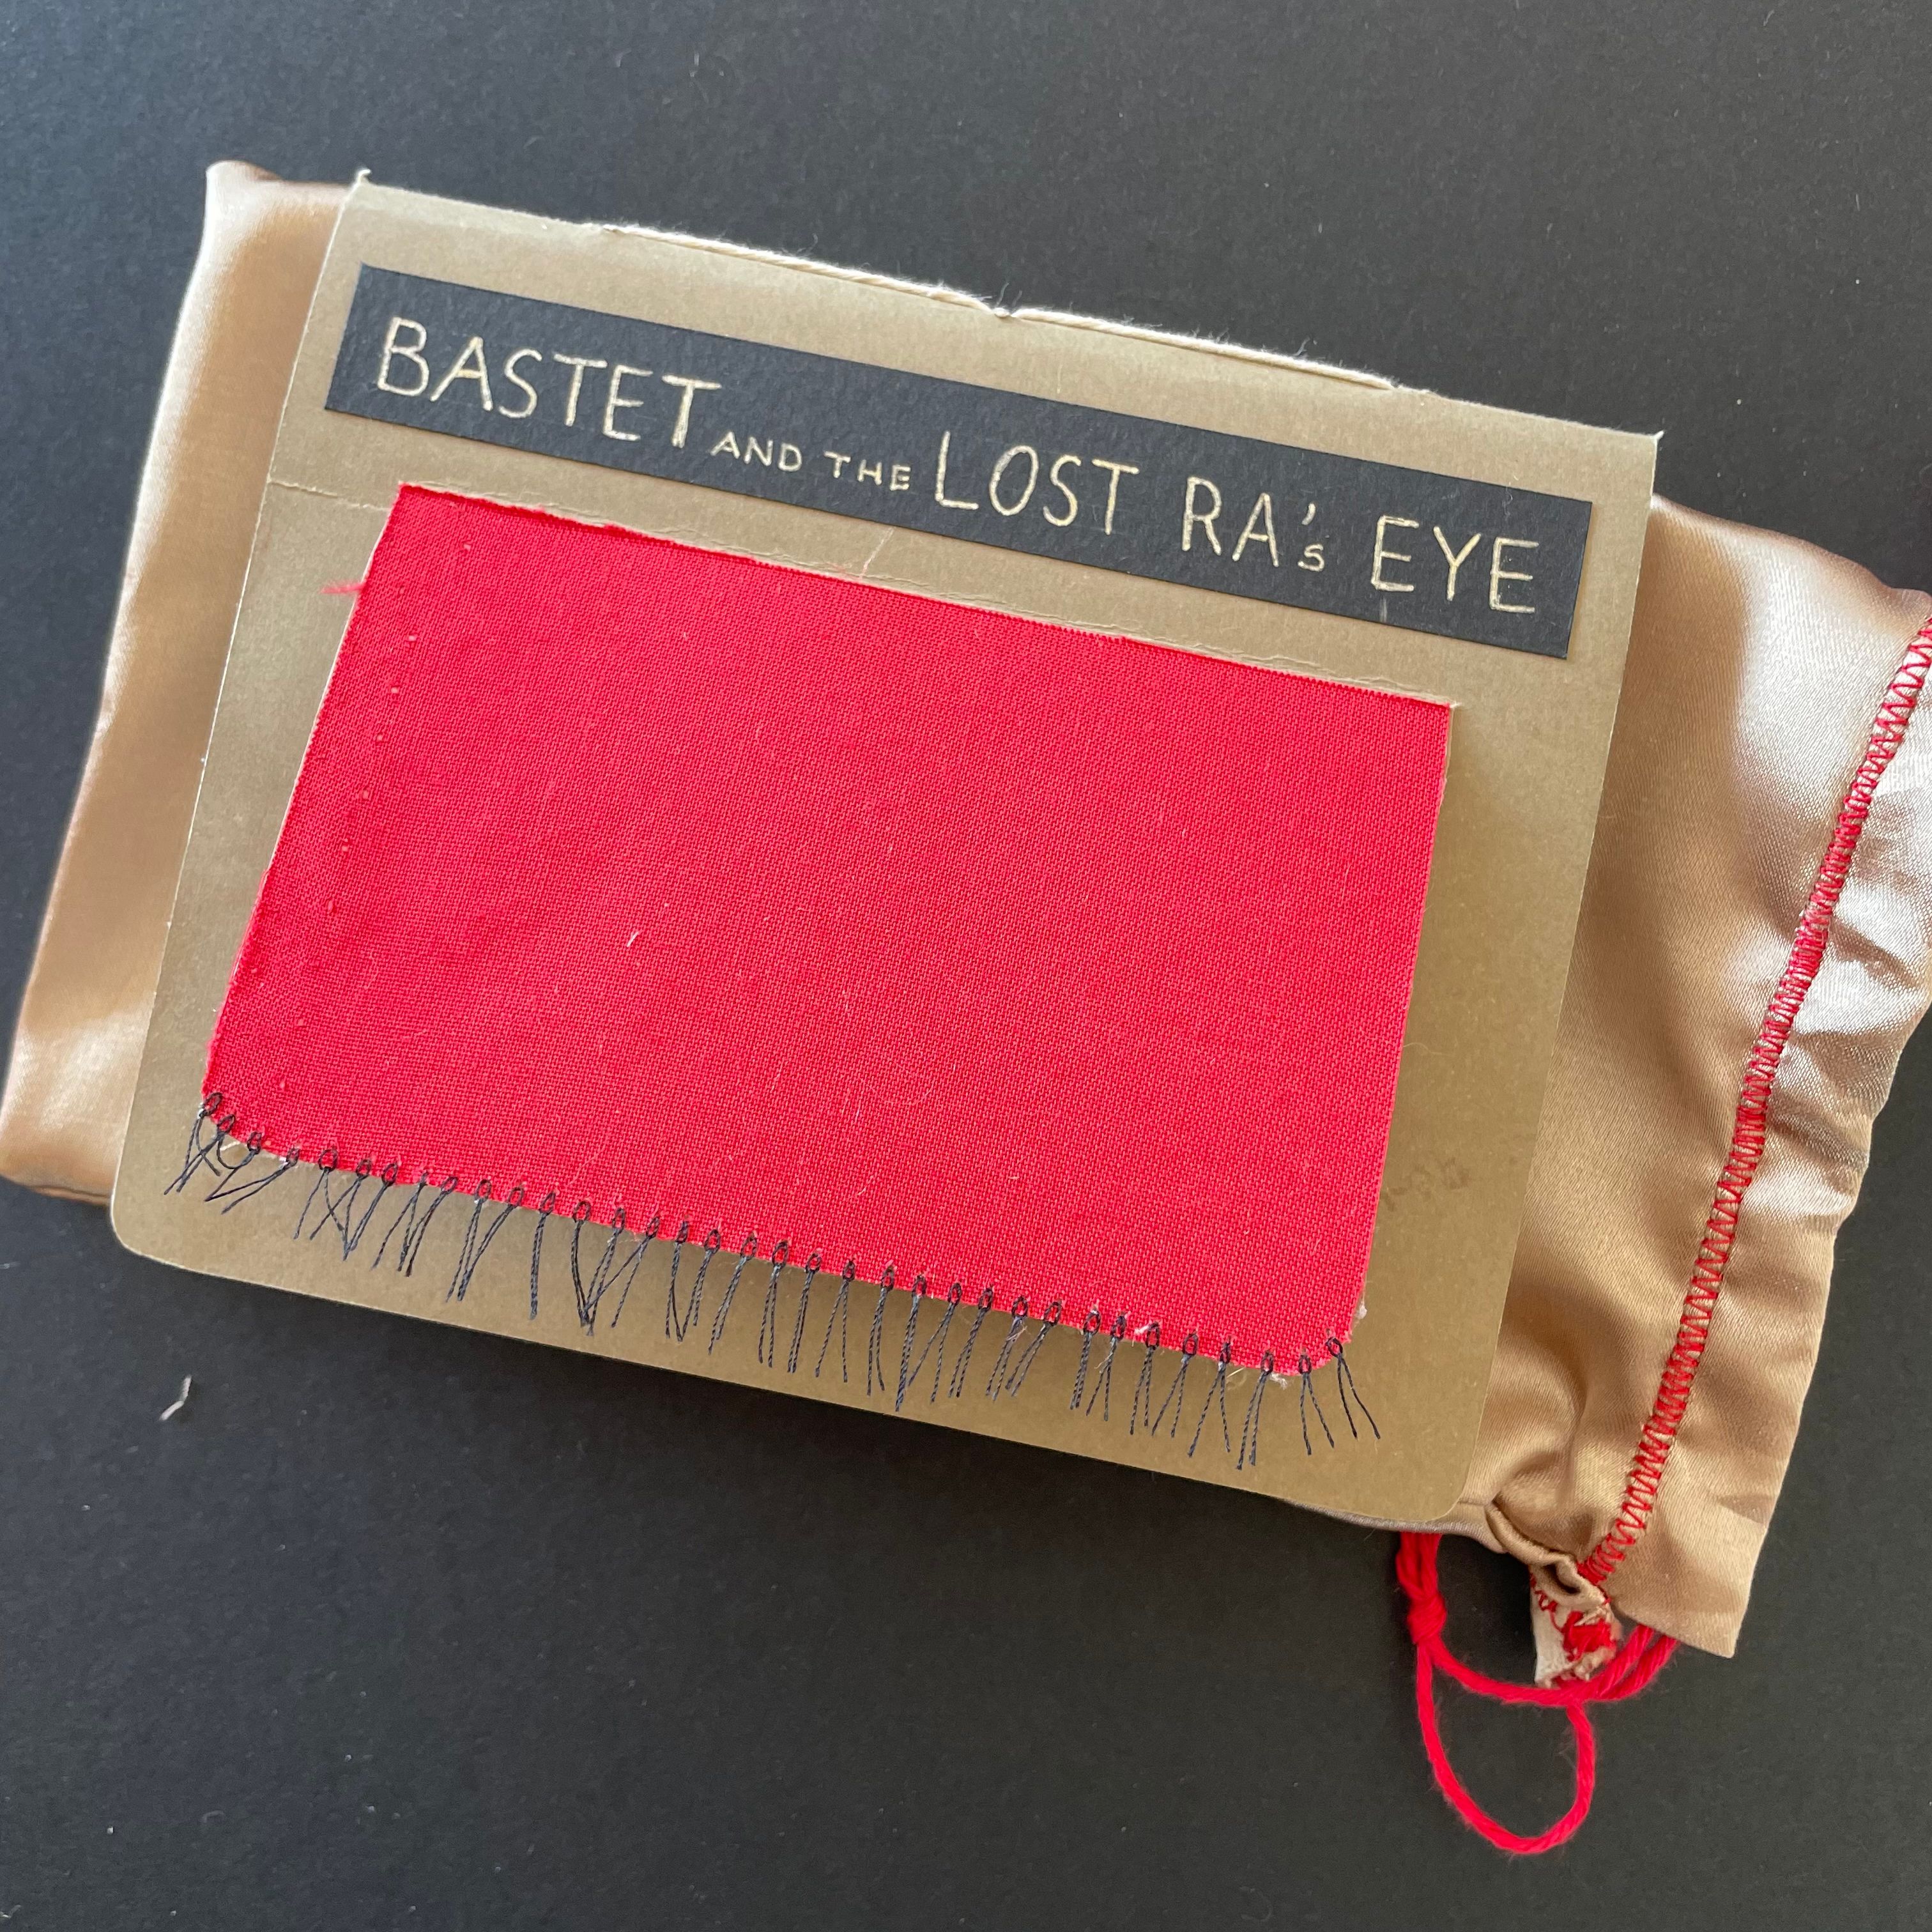 BASTET AND THE LOST RA's EYE